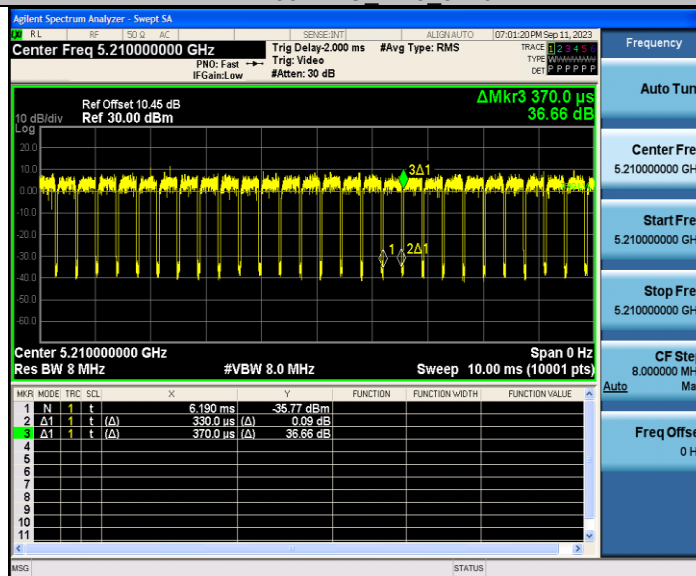 Agilent Spectrum Analyzer - Swept SA
RL RF 50 Ω AC SENSE:INT ALIGNAUTO 07:01:20PM Sep 11, 2023
Center Freq 5.210000000 GHz Trig Delay-2.000 ms #Avg Type: RMS TRACE 1 2 3 4 5 6
PNO: Fast Trig: Video TYPE W
IFGain:Low #Atten: 30 dB DET P P P P P P
ΔMkr3 370.0 µs
Ref Offset 10.45 dB
10 dB/div Ref 30.00 dBm 36.66 dB
Log
20.0
10.0
0.00
-10.0
-20.0
-30.0
-40.0
-50.0
-60.0
3Δ1
1 2Δ1
Center 5.210000000 GHz Span 0 Hz
Res BW 8 MHz #VBW 8.0 MHz Sweep 10.00 ms (10001 pts)
MKR MODE TRC SCL X Y FUNCTION FUNCTION WIDTH FUNCTION VALUE
1 N 1 t 6.190 ms -35.77 dBm
2 Δ1 1 t (Δ) 330.0 µs (Δ) 0.09 dB
3 Δ1 1 t (Δ) 370.0 µs (Δ) 36.66 dB
4
5
6
7
8
9
10
11
MSG STATUS
Frequency
Auto Tun
Center Fre
5.210000000 GH
Start Fre
5.210000000 GH
Stop Fre
5.210000000 GH
CF Ste
8.000000 MH
Auto Ma
Freq Offse
0 H